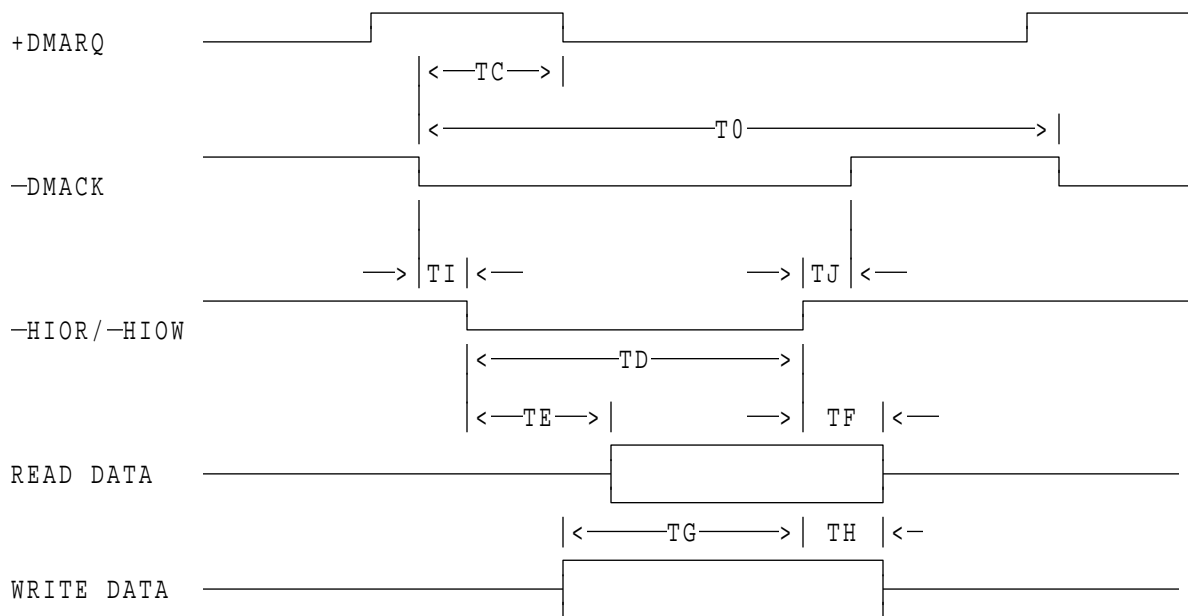 +DMARQ
TC
T0
—DMACK
TI
TJ
—HIOR/—HIOW
TD
TE
TF
READ DATA
TG
TH
WRITE DATA